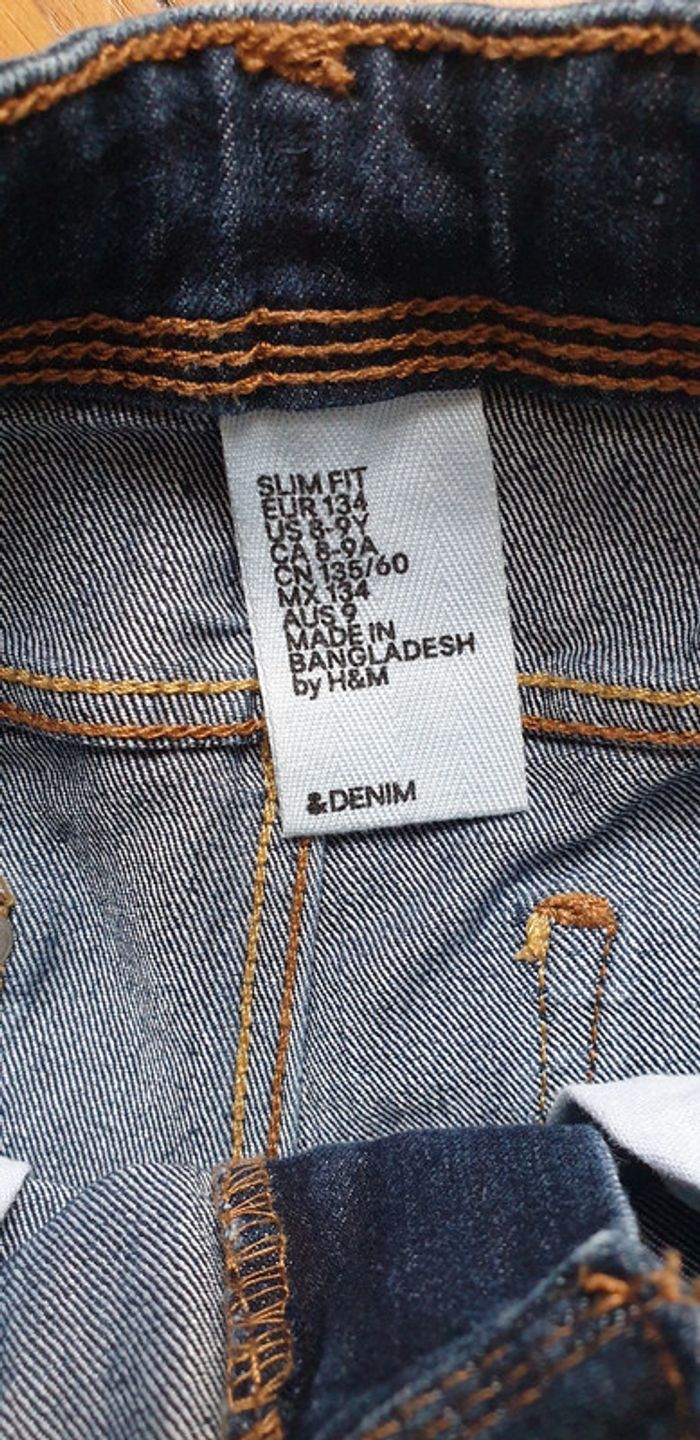 SLIM FIT
EUR 134
US 8-9Y
CA 8-9A
CN 135/60
MX 134
AUS 9
MADE IN
BANGLADESH
by H&M
&DENIM